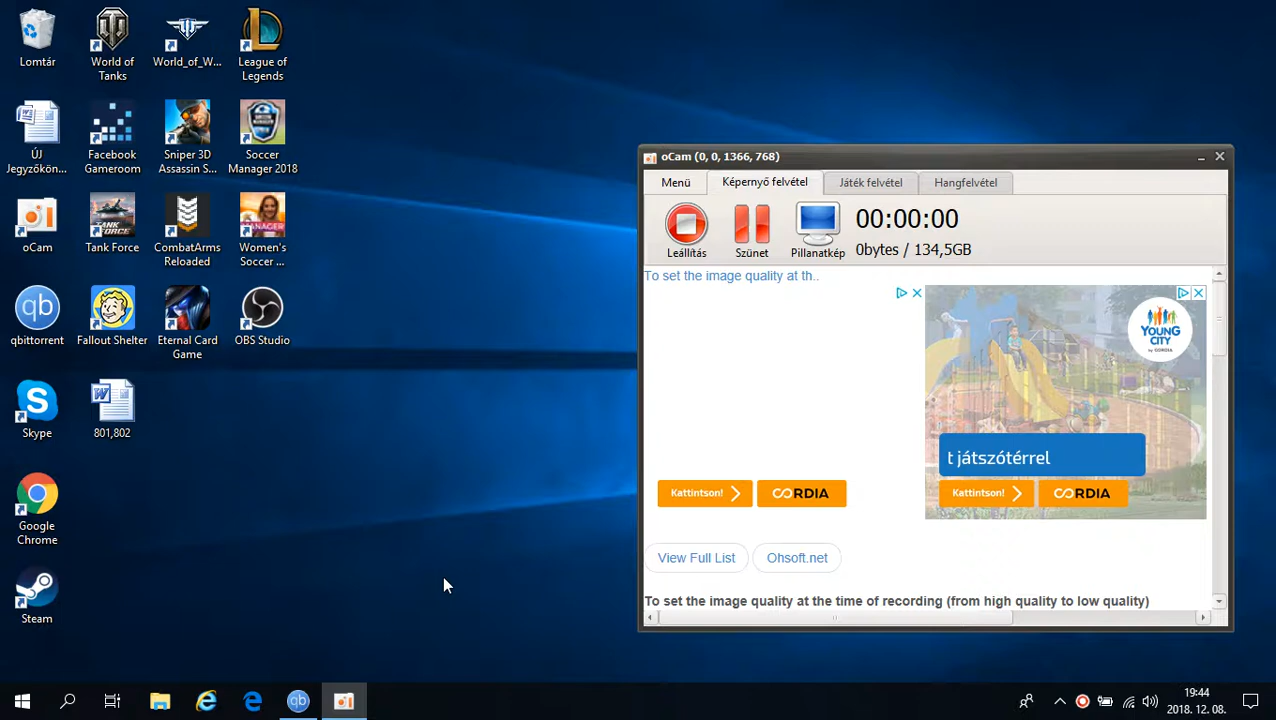 Lomtár
World of
Tanks
World_of_W...
League of
Legends
ÚJ
Jegyzőkön...
Facebook
Gameroom
Sniper 3D
Assassin S...
Soccer
Manager 2018
oCam
Tank Force
CombatArms
Reloaded
Women's
Soccer ...
qbittorrent
Fallout Shelter
Eternal Card
Game
OBS Studio
Skype
801,802
Google
Chrome
Steam
oCam (0, 0, 1366, 768)
Menü
Képernyő felvétel
Játék felvétel
Hangfelvétel
Leállítás
Szünet
Pillanatkép
00:00:00
0bytes / 134,5GB
To set the image quality at th..
YOUNG
CITY
by GORDIA
t játszótérrel
Kattintson!
CORDIA
Kattintson!
CORDIA
View Full List
Ohsoft.net
To set the image quality at the time of recording (from high quality to low quality)
19:44
2018. 12. 08.